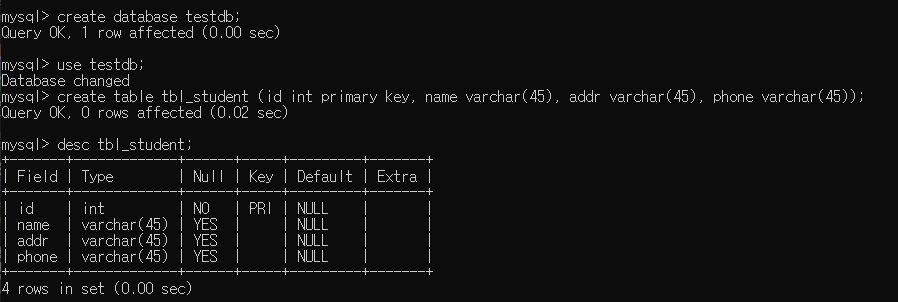 mysql> create database testdb;
Query OK, 1 row affected (0.00 sec)
mysql> use testdb;
Database changed
mysql> create table tbl_student (id int primary key, name varchar(45), addr varchar(45), phone varchar(45));
Query OK, 0 rows affected (0.02 sec)
mysql> desc tbl_student;
+-------+-------------+------+-----+---------+-------+
| Field | Type        | Null | Key | Default | Extra |
+-------+-------------+------+-----+---------+-------+
| id    | int         | NO   | PRI | NULL    |       |
| name  | varchar(45) | YES  |     | NULL    |       |
| addr  | varchar(45) | YES  |     | NULL    |       |
| phone | varchar(45) | YES  |     | NULL    |       |
+-------+-------------+------+-----+---------+-------+
4 rows in set (0.00 sec)